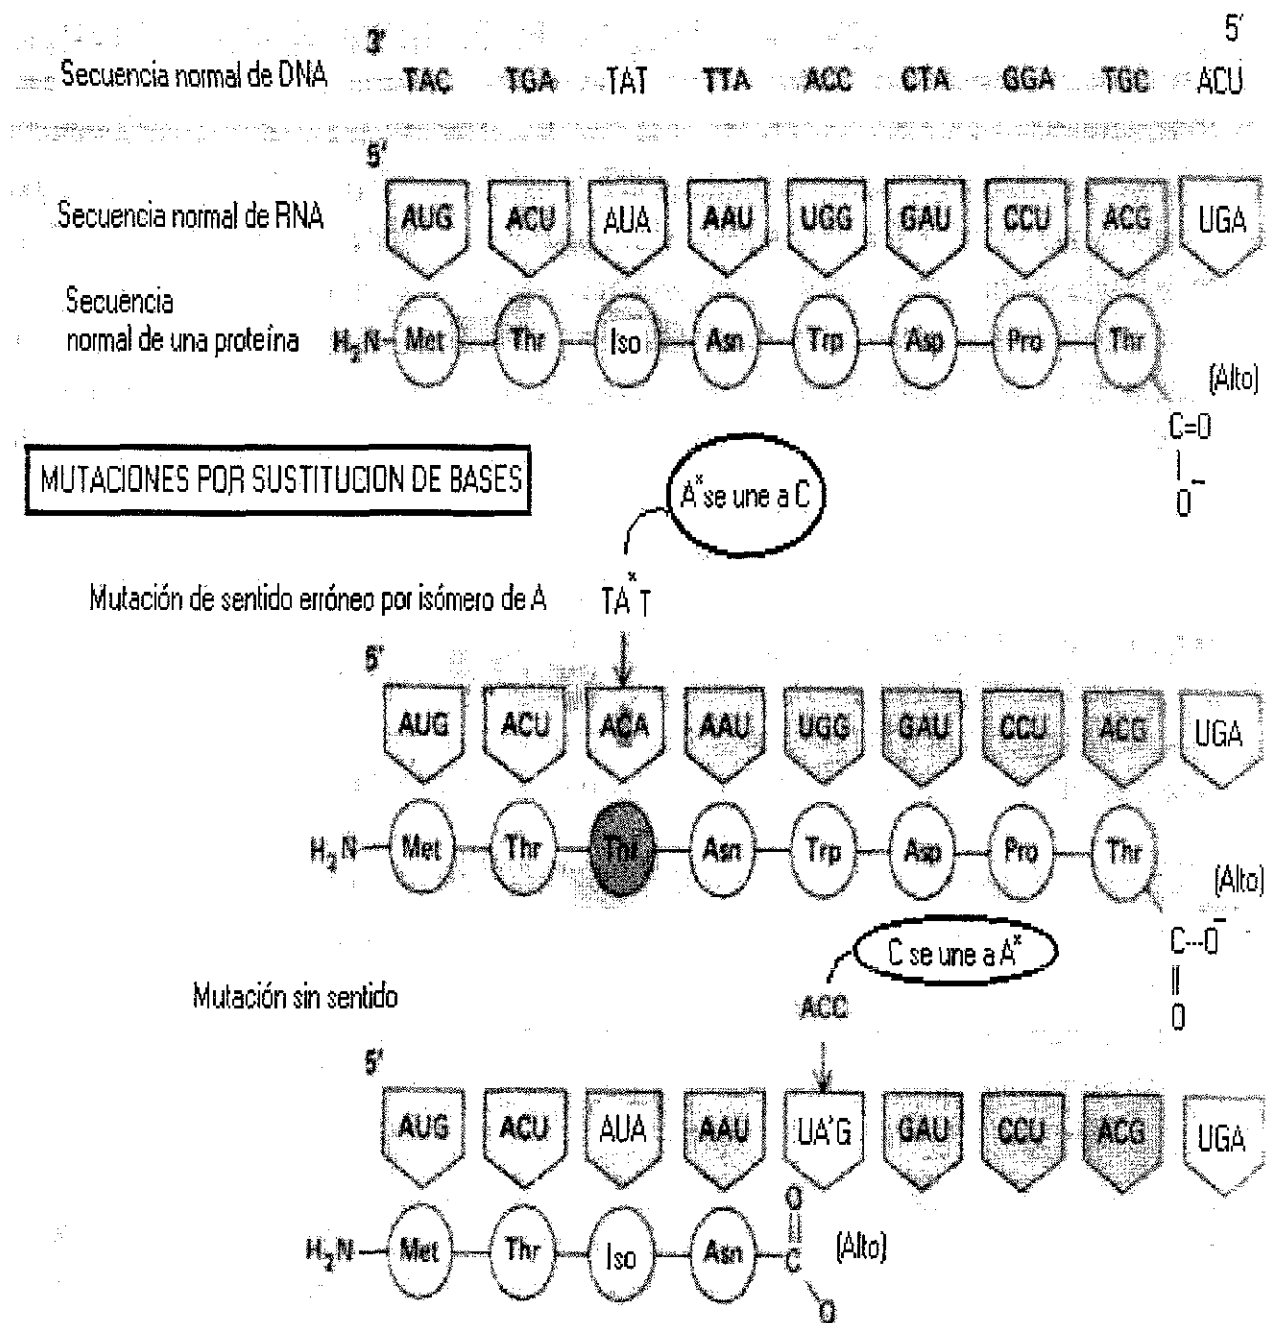 5'
3'
Secuencia normal de DNA TAC TGA TAT TTA ACC CTA GGA TGC ACU
5'
Secuencia normal de RNA AUG ACU AUA AAU UGG GAU CCU ACG UGA
Secuencia
normal de una proteína H₂N Met Thr Iso Asn Trp Asp Pro Thr
(Alto)
C=O
O⁻
MUTACIONES POR SUSTITUCION DE BASES
A* se une a C
Mutación de sentido erróneo por isómero de A TA*T
5'
AUG ACU ACA AAU UGG GAU CCU ACG UGA
H₂N Met Thr Thr Asn Trp Asp Pro Thr
(Alto)
C se une a A*
C---O⁻
O
Mutación sin sentido ACC
5'
AUG ACU AUA AAU UA*G GAU CCU ACG UGA
O
H₂N Met Thr Iso Asn C (Alto)
O